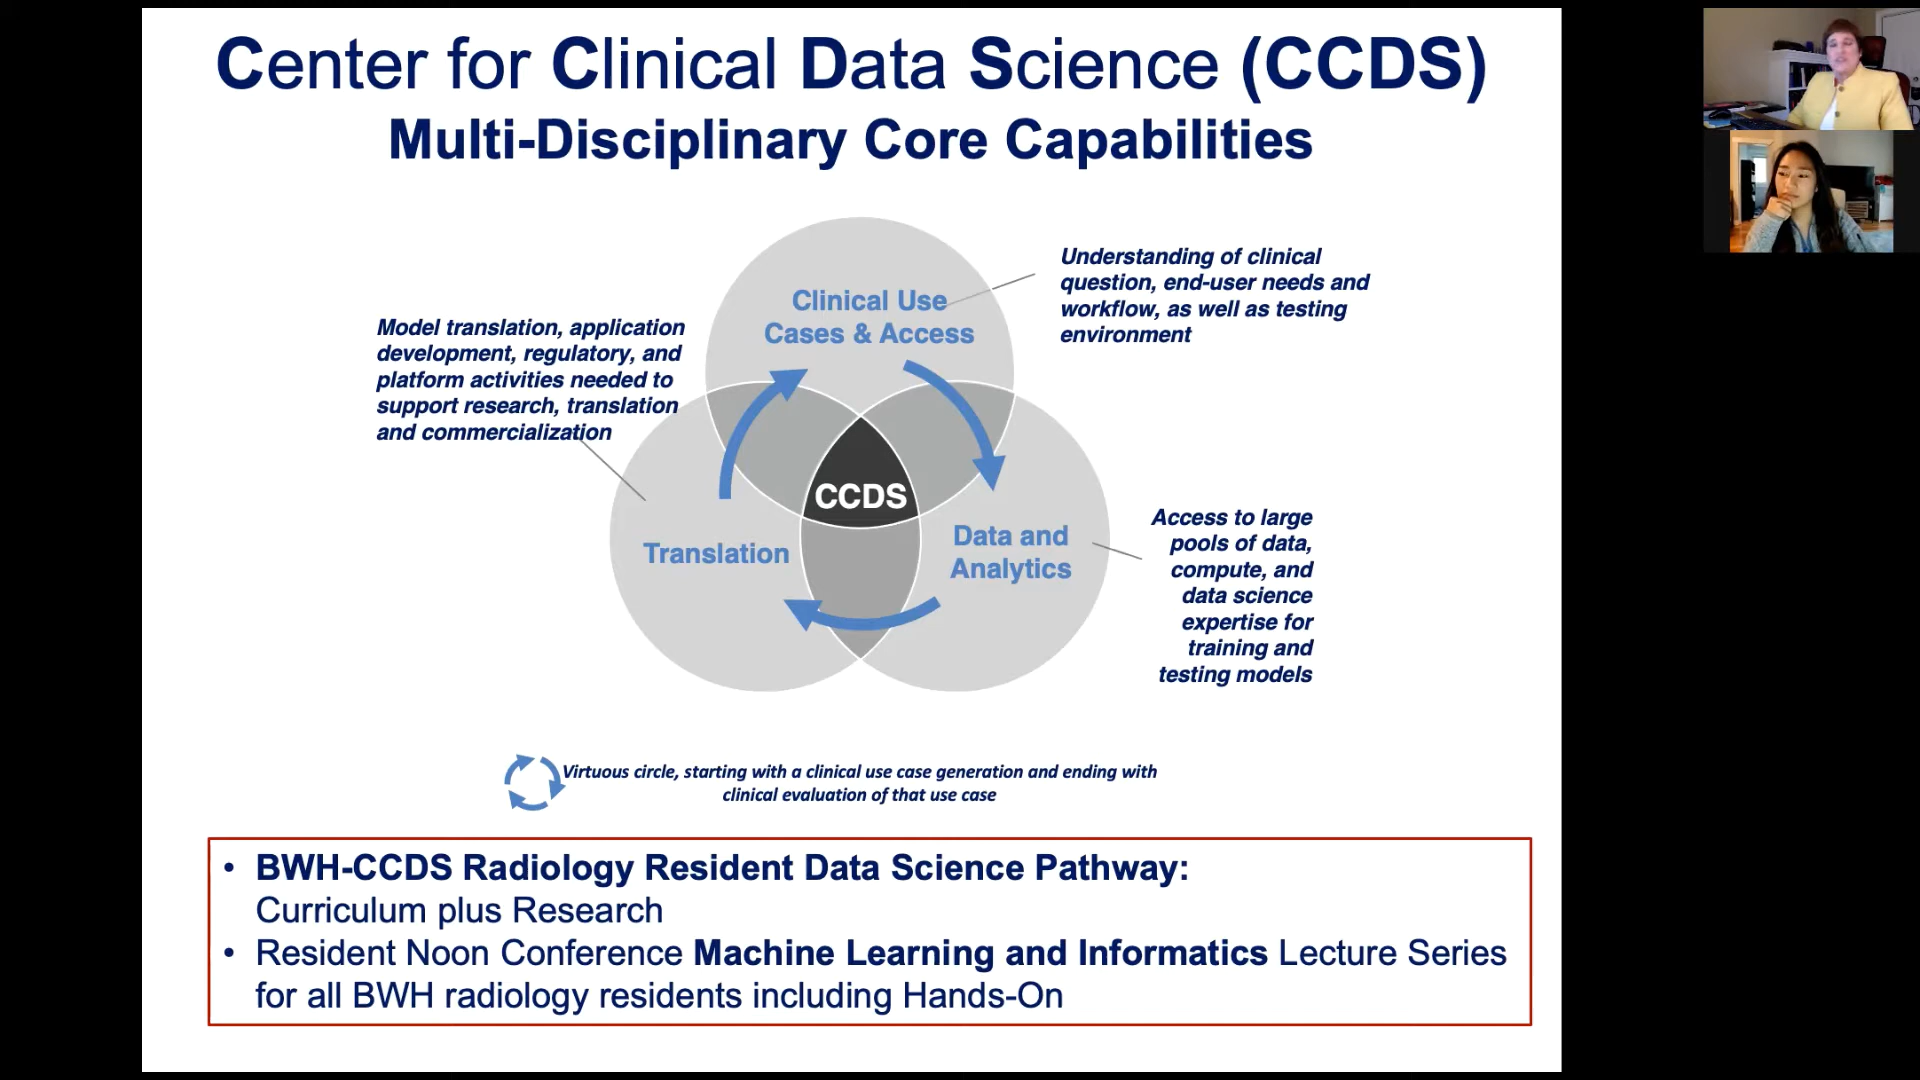 Center for Clinical Data Science (CCDS)
Multi-Disciplinary Core Capabilities
Understanding of clinical
question, end-user needs and
workflow, as well as testing
environment
Clinical Use
Cases & Access
Model translation, application
development, regulatory, and
platform activities needed to
support research, translation
and commercialization
CCDS
Translation
Data and
Analytics
Access to large
pools of data,
compute, and
data science
expertise for
training and
testing models
Virtuous circle, starting with a clinical use case generation and ending with
clinical evaluation of that use case
• BWH-CCDS Radiology Resident Data Science Pathway:
Curriculum plus Research
• Resident Noon Conference Machine Learning and Informatics Lecture Series
for all BWH radiology residents including Hands-On